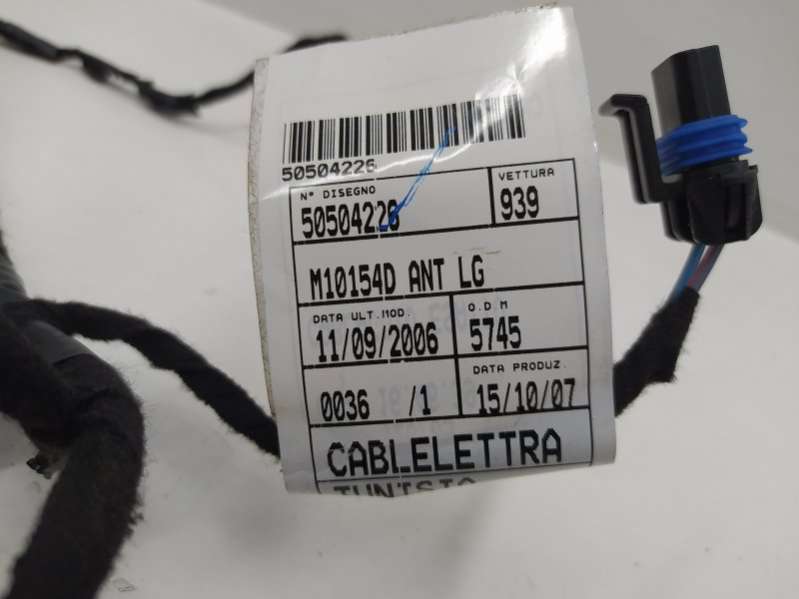 50504226
N° DISEGNO
VETTURA
50504226
939
M10154D ANT LG
DATA ULT.MOD.
O.D M
11/09/2006
5745
DATA PRODUZ.
0036 /1
15/10/07
CABLELETTRA
TUNISIA